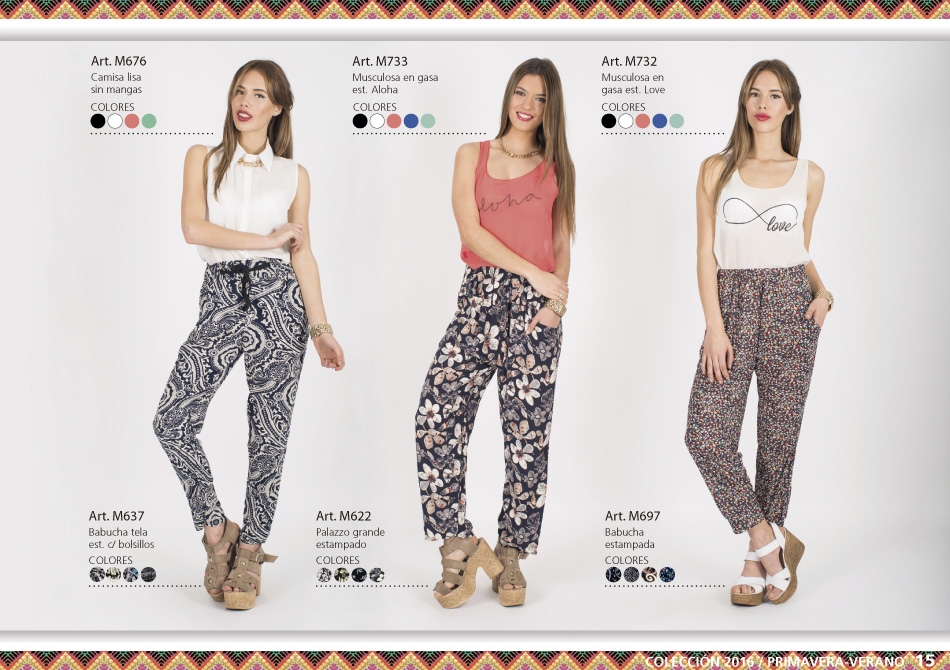 Art. M676
Camisa lisa
sin mangas
COLORES
Art. M733
Musculosa en gasa
est. Aloha
COLORES
Art. M732
Musculosa en
gasa est. Love
COLORES
love
Art. M637
Babucha tela
est. c/ bolsillos
COLORES
Art. M622
Palazzo grande
estampado
COLORES
Art. M697
Babucha
estampada
COLORES
COLECCIÓN 2016 / PRIMAVERA-VERANO 15